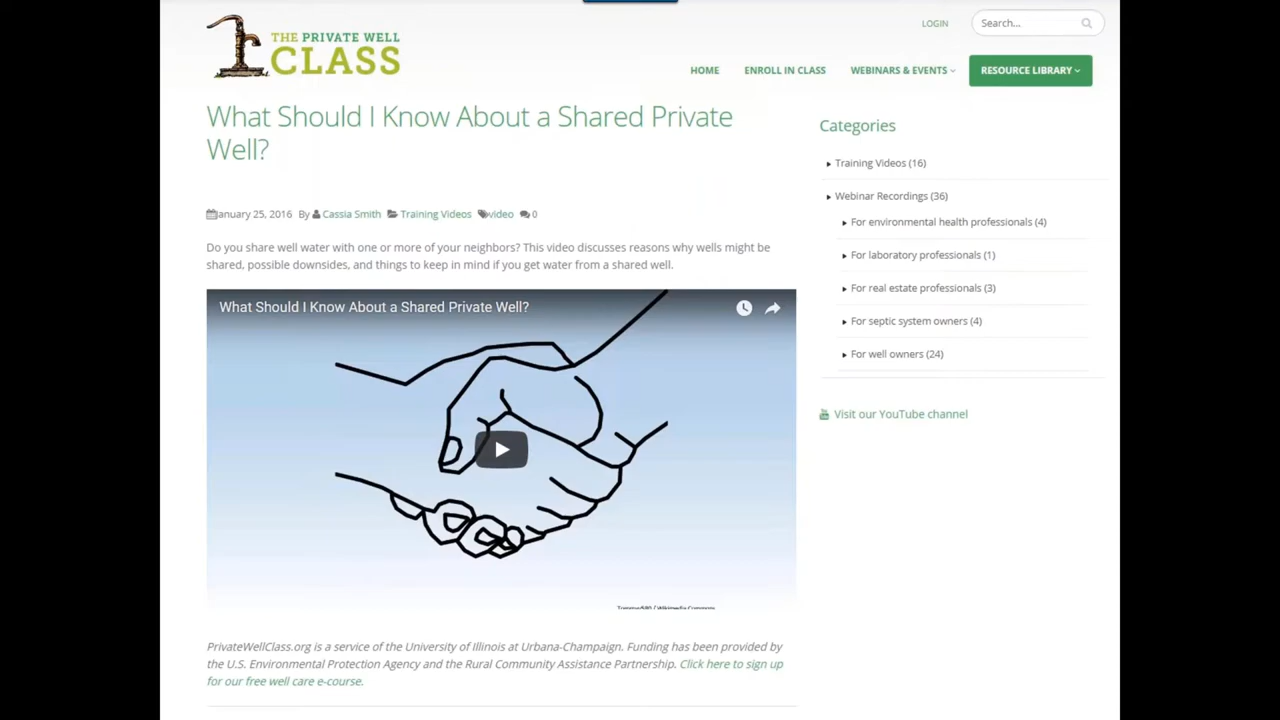 THE PRIVATE WELL
CLASS
LOGIN
Search...
HOME
ENROLL IN CLASS
WEBINARS & EVENTS
RESOURCE LIBRARY
What Should I Know About a Shared Private
Well?
anuary 25, 2016 By Cassia Smith Training Videos video 0
Do you share well water with one or more of your neighbors? This video discusses reasons why wells might be
shared, possible downsides, and things to keep in mind if you get water from a shared well.
What Should I Know About a Shared Private Well?
PrivateWellClass.org is a service of the University of Illinois at Urbana-Champaign. Funding has been provided by
the U.S. Environmental Protection Agency and the Rural Community Assistance Partnership. Click here to sign up
for our free well care e-course.
Categories
Training Videos (16)
Webinar Recordings (36)
For environmental health professionals (4)
For laboratory professionals (1)
For real estate professionals (3)
For septic system owners (4)
For well owners (24)
Visit our YouTube channel